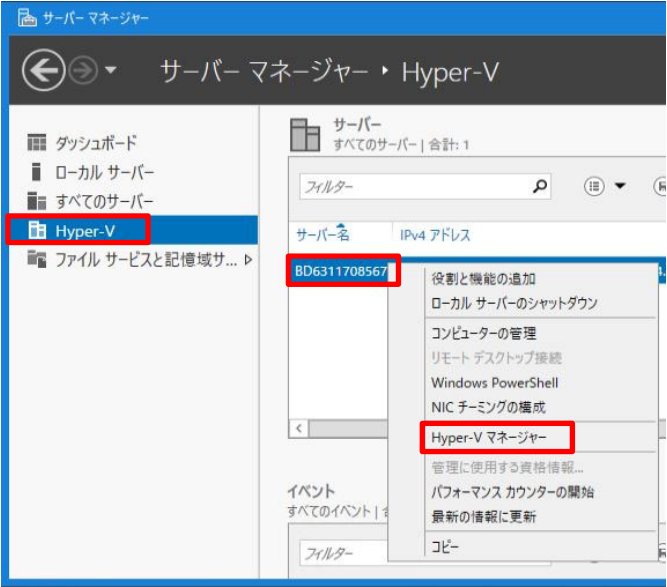 サーバー マネージャー
サーバー マネージャー ‣ Hyper-V
ダッシュボード
ローカル サーバー
すべてのサーバー
Hyper-V
ファイル サービスと記憶域サ...
サーバー
すべてのサーバー | 合計: 1
フィルター
サーバー名 IPv4 アドレス
BD6311708567
役割と機能の追加
ローカル サーバーのシャットダウン
コンピューターの管理
リモート デスクトップ接続
Windows PowerShell
NIC チーミングの構成
Hyper-V マネージャー
管理に使用する資格情報...
パフォーマンス カウンターの開始
最新の情報に更新
コピー
イベント
すべてのイベント |
フィルター